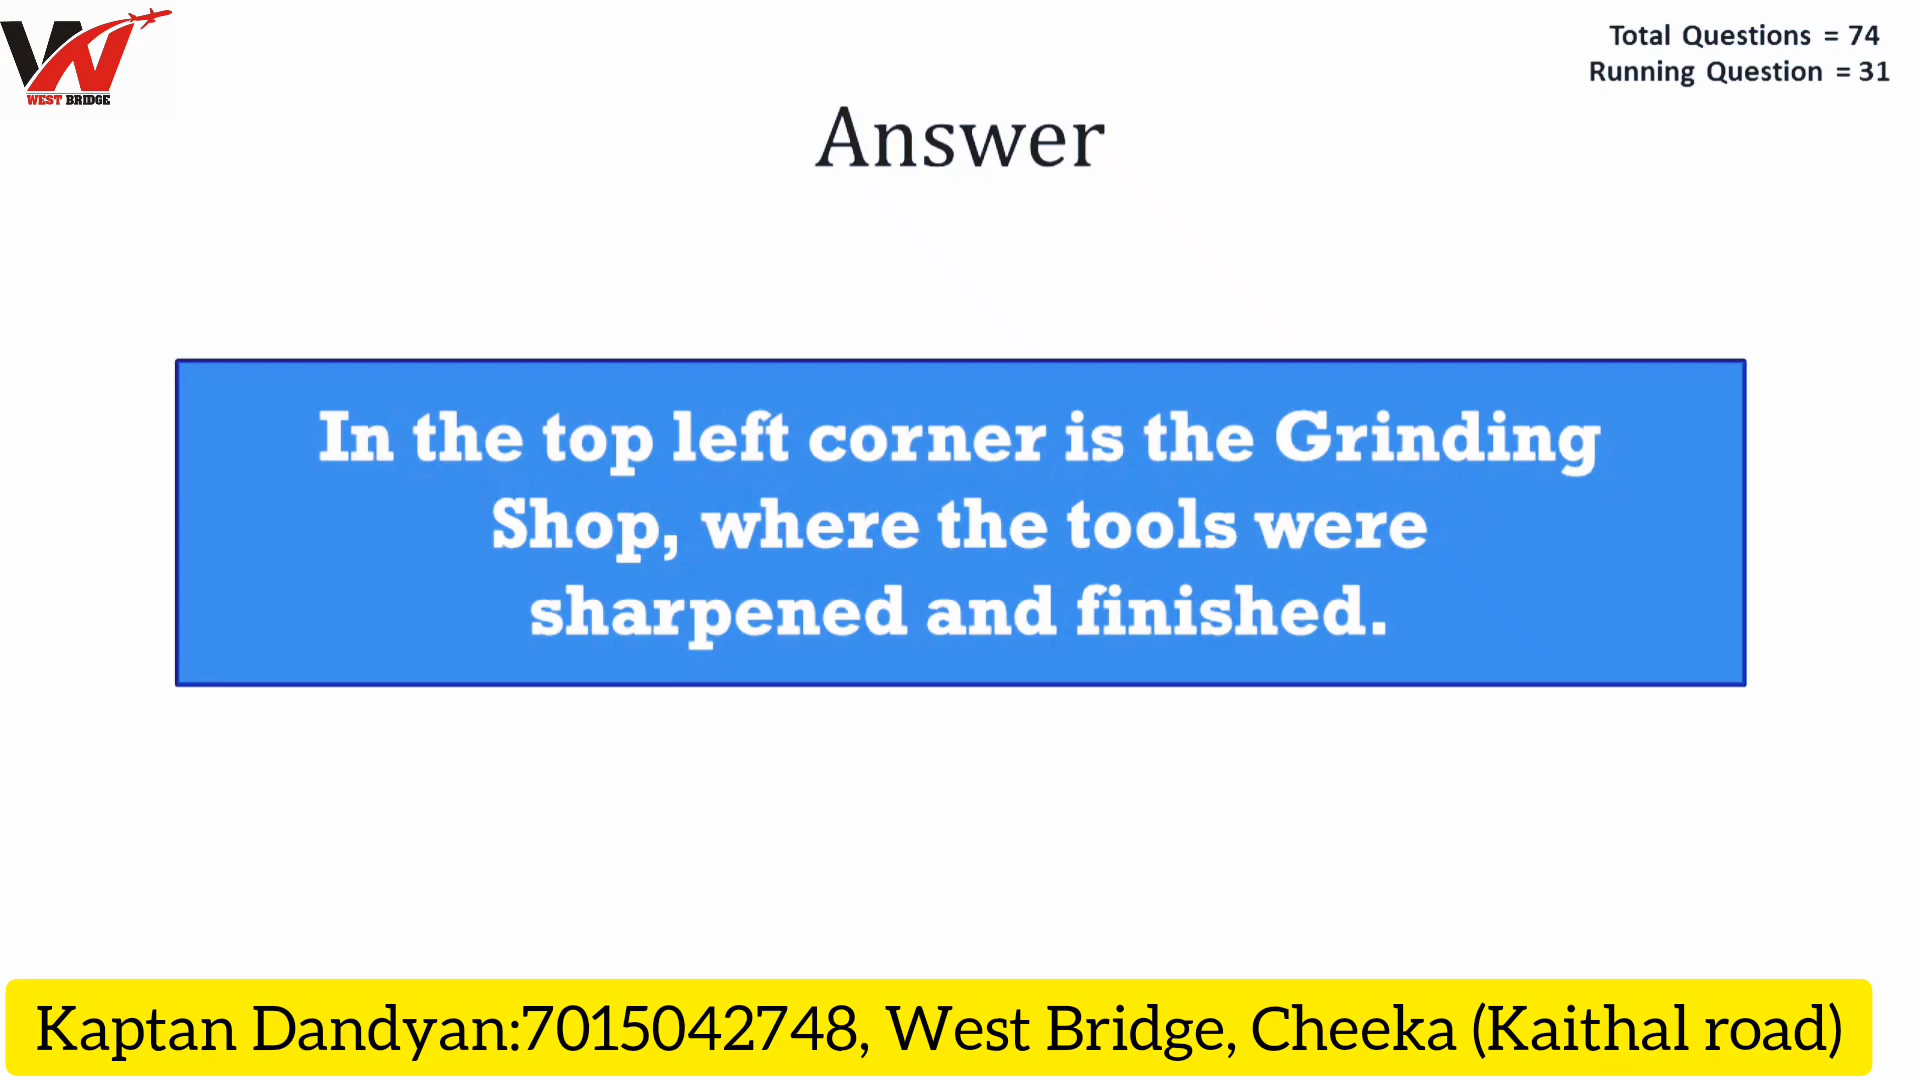 WEST BRIDGE
Total Questions = 74
Running Question = 31
Answer
In the top left corner is the Grinding
Shop, where the tools were
sharpened and finished.
Kaptan Dandyan:7015042748, West Bridge, Cheeka (Kaithal road)